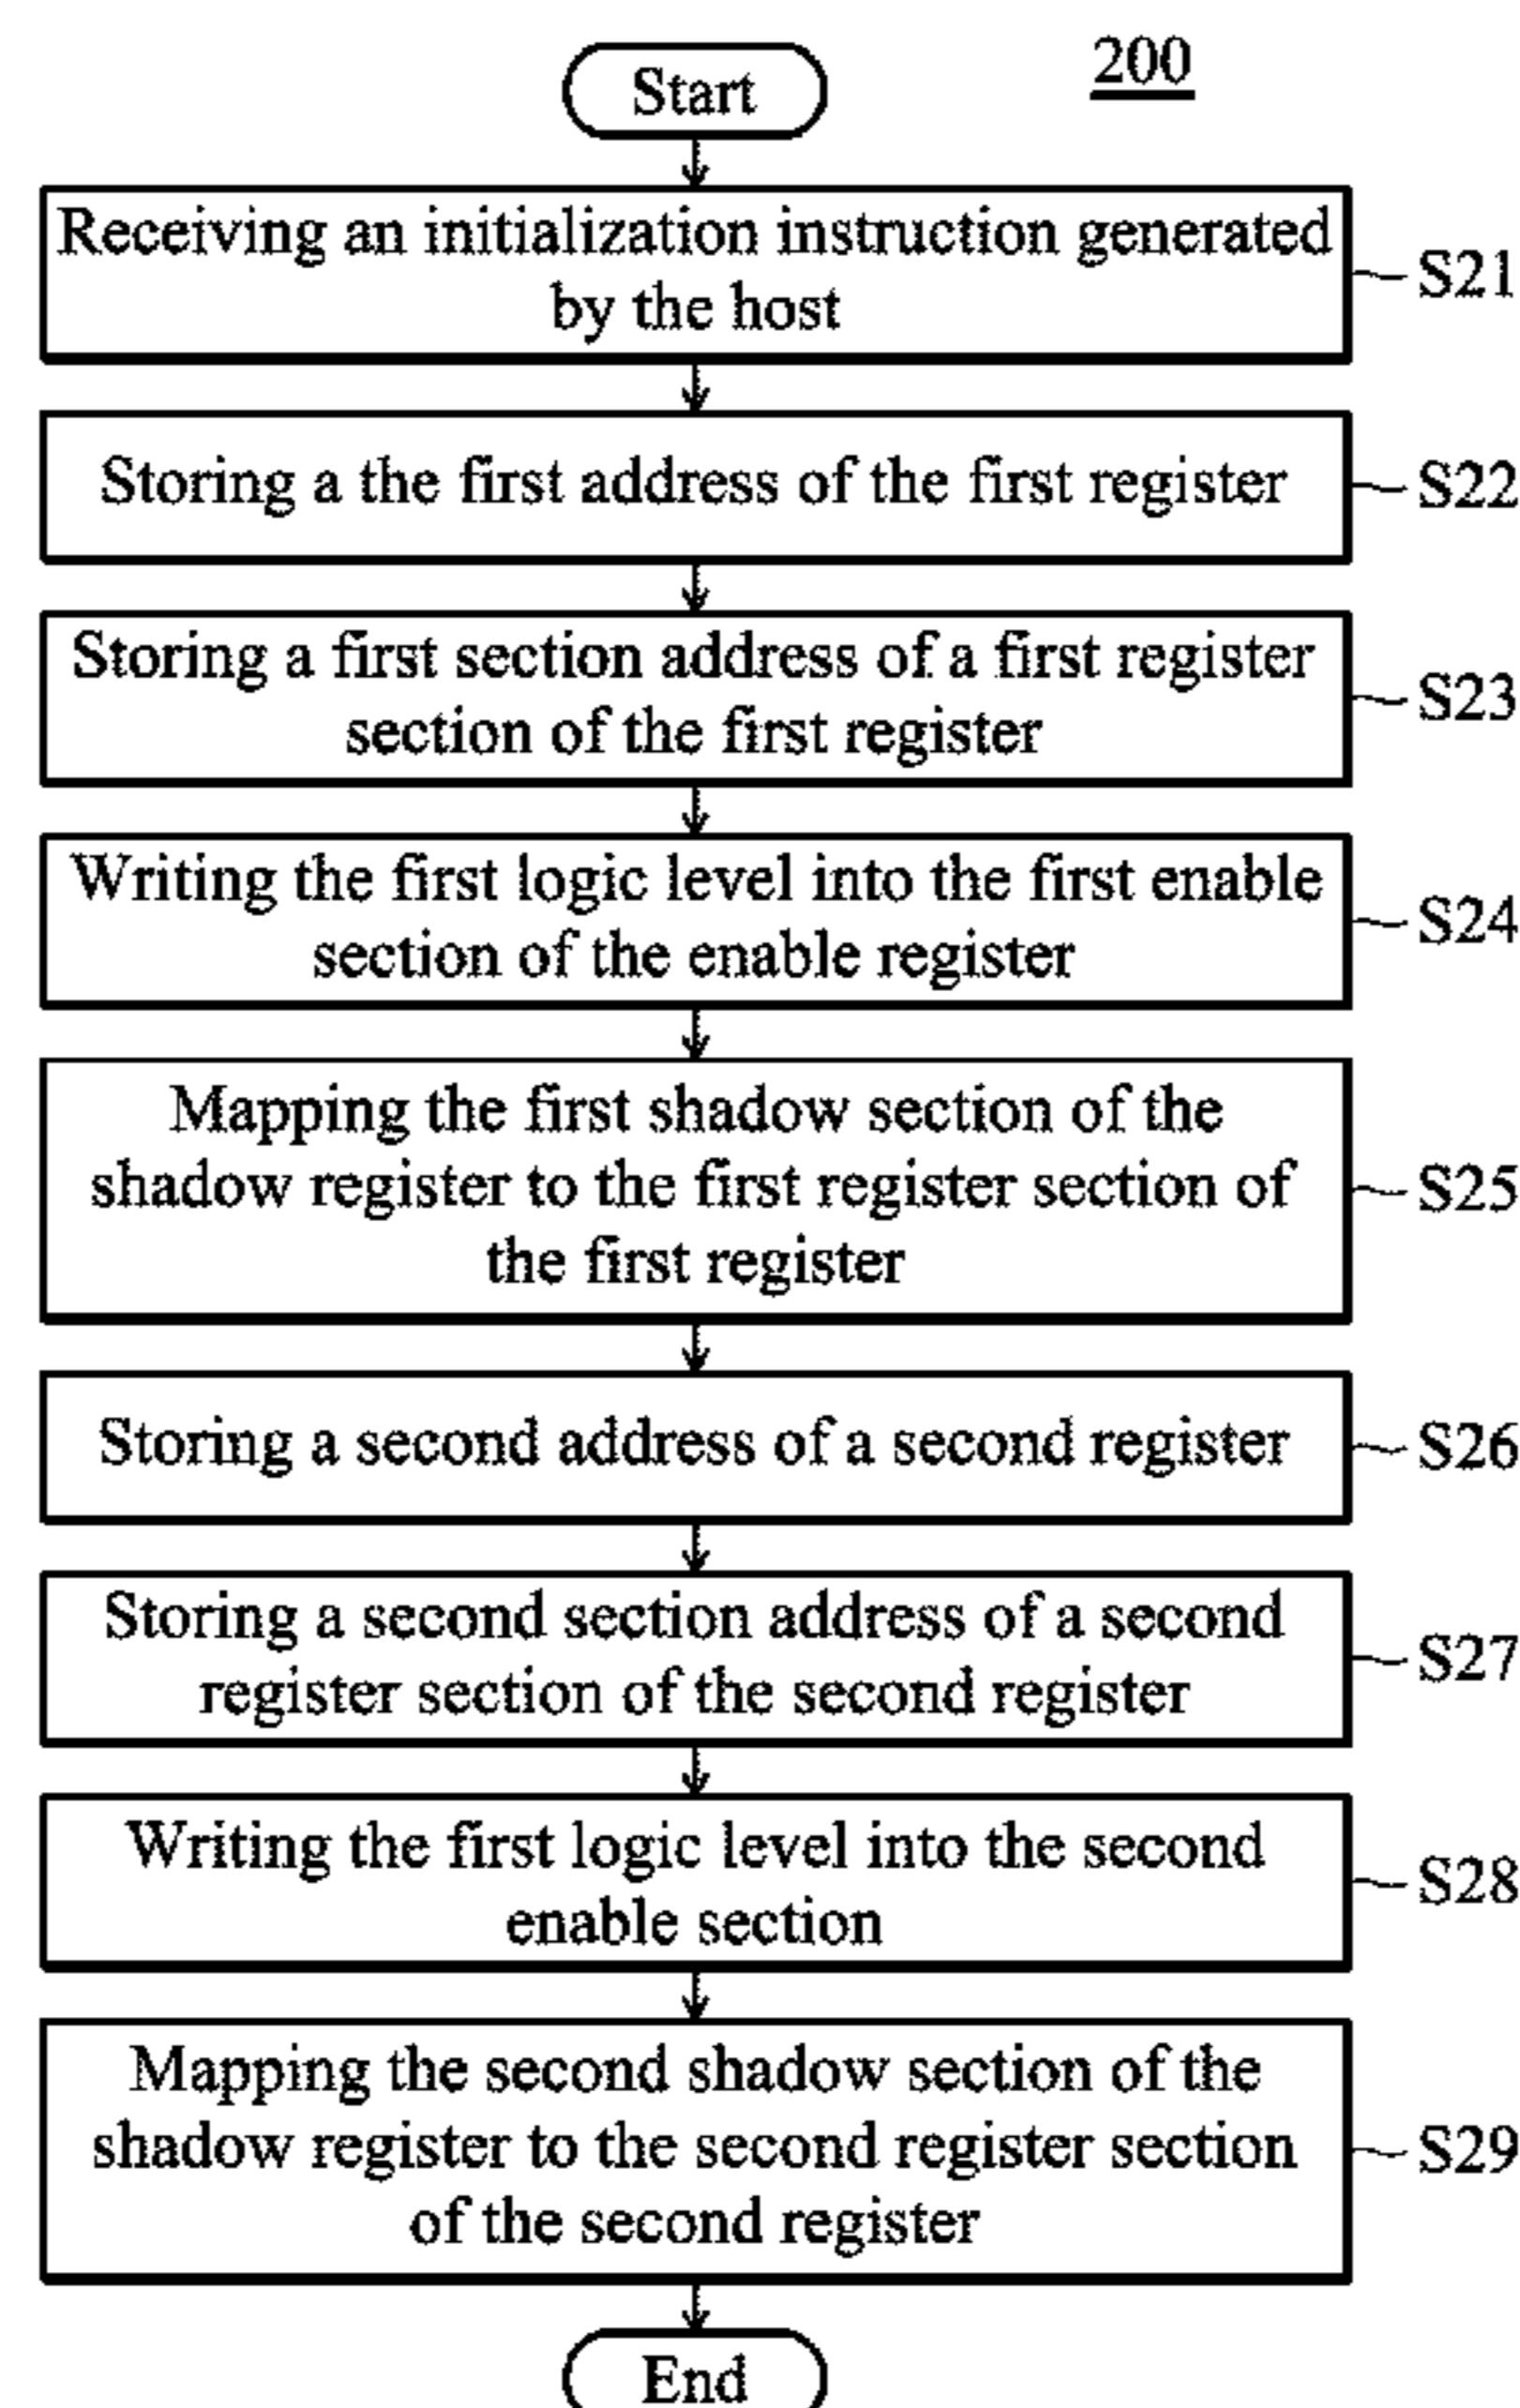 200
Start
Receiving an initialization instruction generated
by the host
S21
Storing a the first address of the first register
S22
Storing a first section address of a first register
section of the first register
S23
Writing the first logic level into the first enable
section of the enable register
S24
Mapping the first shadow section of the
shadow register to the first register section of
the first register
S25
Storing a second address of a second register
S26
Storing a second section address of a second
register section of the second register
S27
Writing the first logic level into the second
enable section
S28
Mapping the second shadow section of the
shadow register to the second register section
of the second register
S29
End